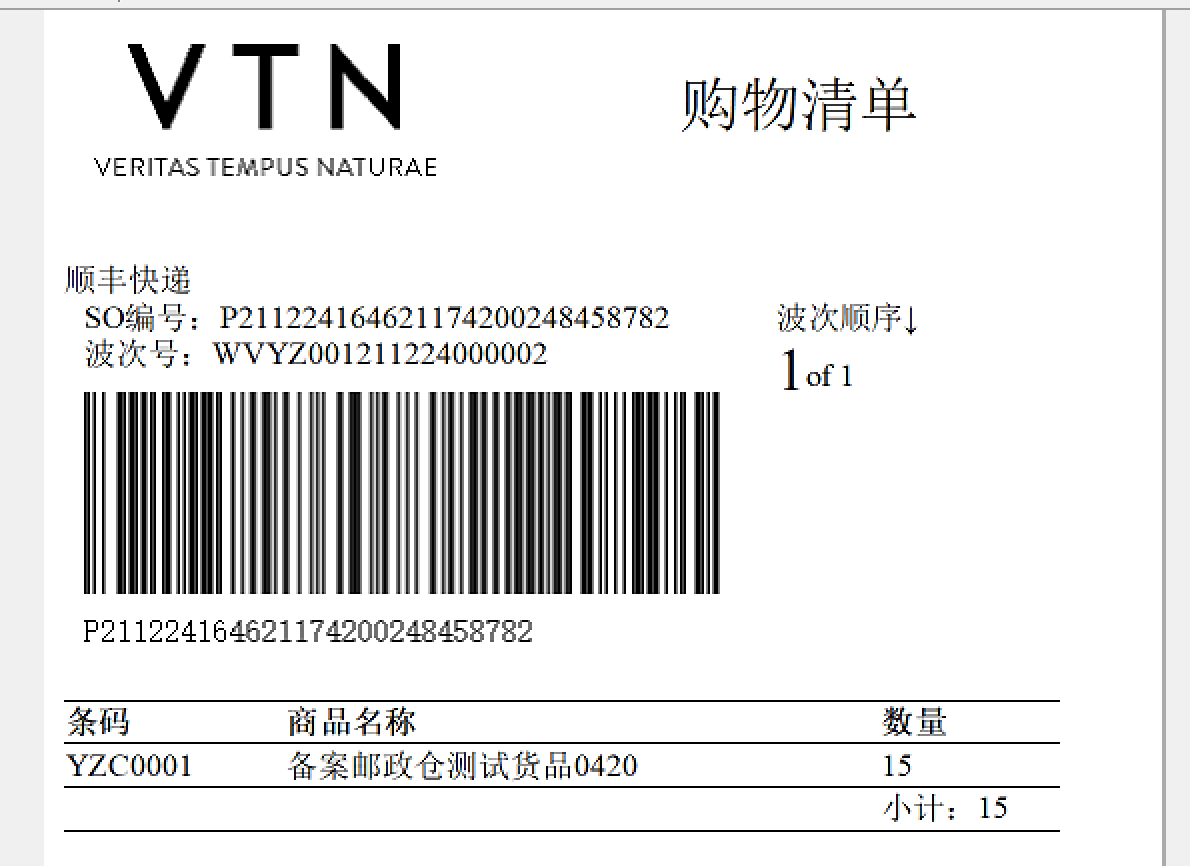 VTN
VERITAS TEMPUS NATURAE
购物清单
顺丰快递
SO编号：P211224164621174200248458782
波次号：WVYZ001211224000002
波次顺序↓
1 of 1
P211224164621174200248458782
条码 商品名称 数量
YZC0001 备案邮政仓测试货品0420 15
小计：15